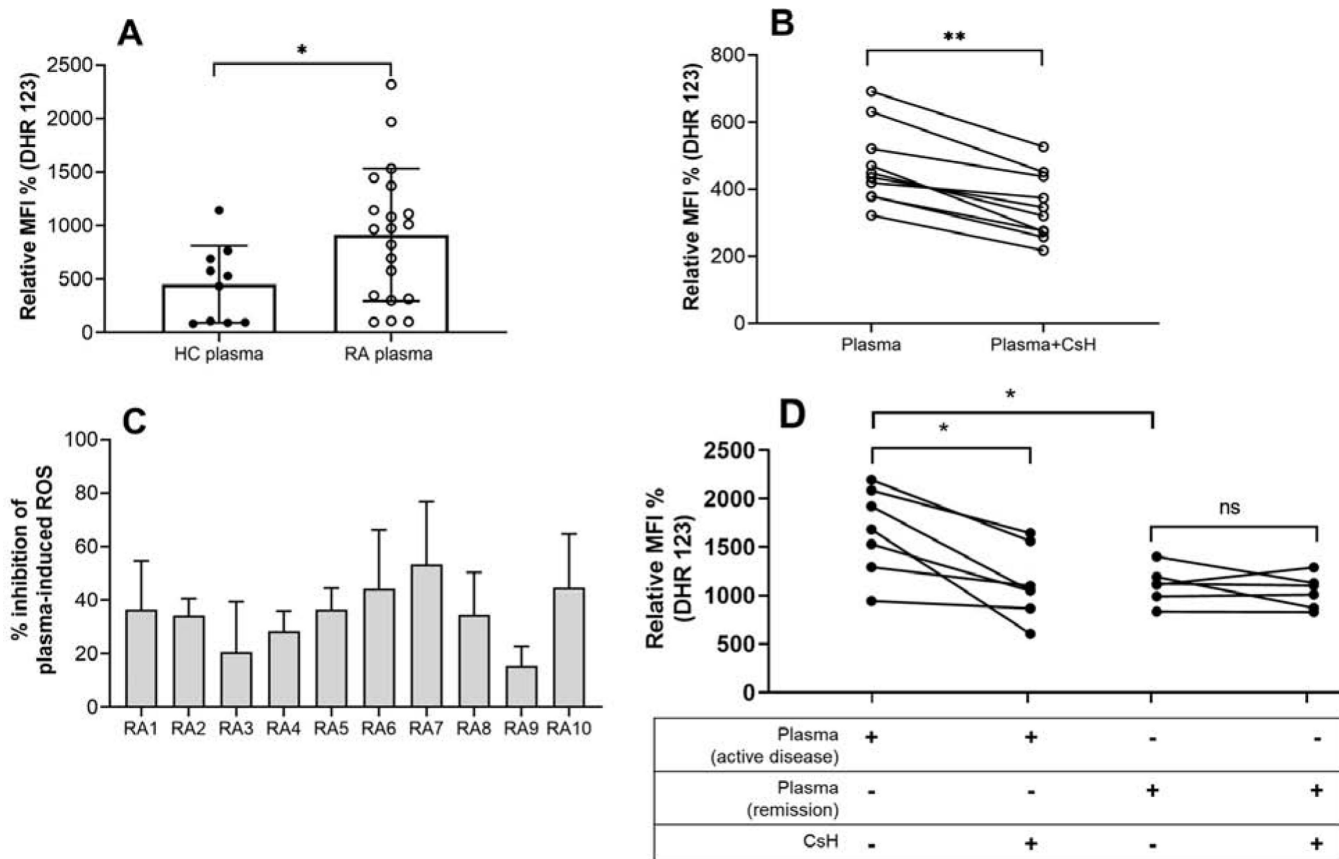 A
*
2500
2000
1500
1000
500
0
Relative MFI % (DHR 123)
HC plasma
RA plasma
B
**
800
600
400
200
0
Relative MFI % (DHR 123)
Plasma
Plasma+CsH
C
100
80
60
40
20
0
% inhibition of
plasma-induced ROS
RA1 RA2 RA3 RA4 RA5 RA6 RA7 RA8 RA9 RA10
D
*
*
ns
2500
2000
1500
1000
500
0
Relative MFI %
(DHR 123)
Plasma + + - -
(active disease)
Plasma - - + +
(remission)
CsH - + - +